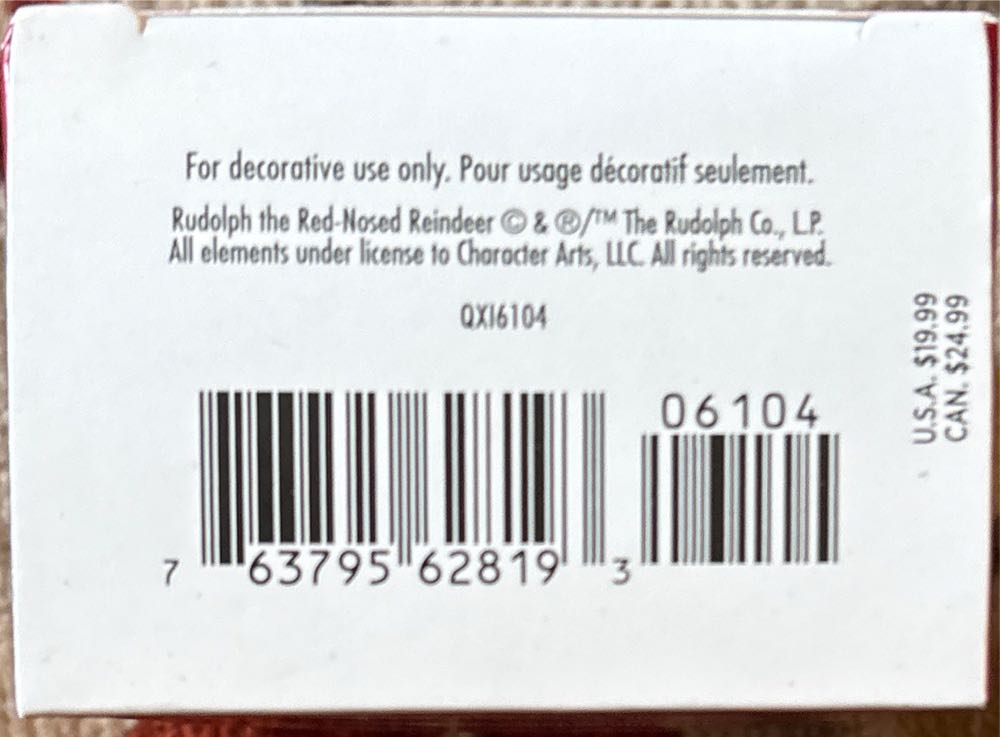 For decorative use only. Pour usage décoratif seulement.
Rudolph the Red-Nosed Reindeer © & ®/™ The Rudolph Co., L.P.
All elements under license to Character Arts, LLC. All rights reserved.
QXI6104
U.S.A. $19.99
CAN. $24.99
06104
7 63795 62819 3